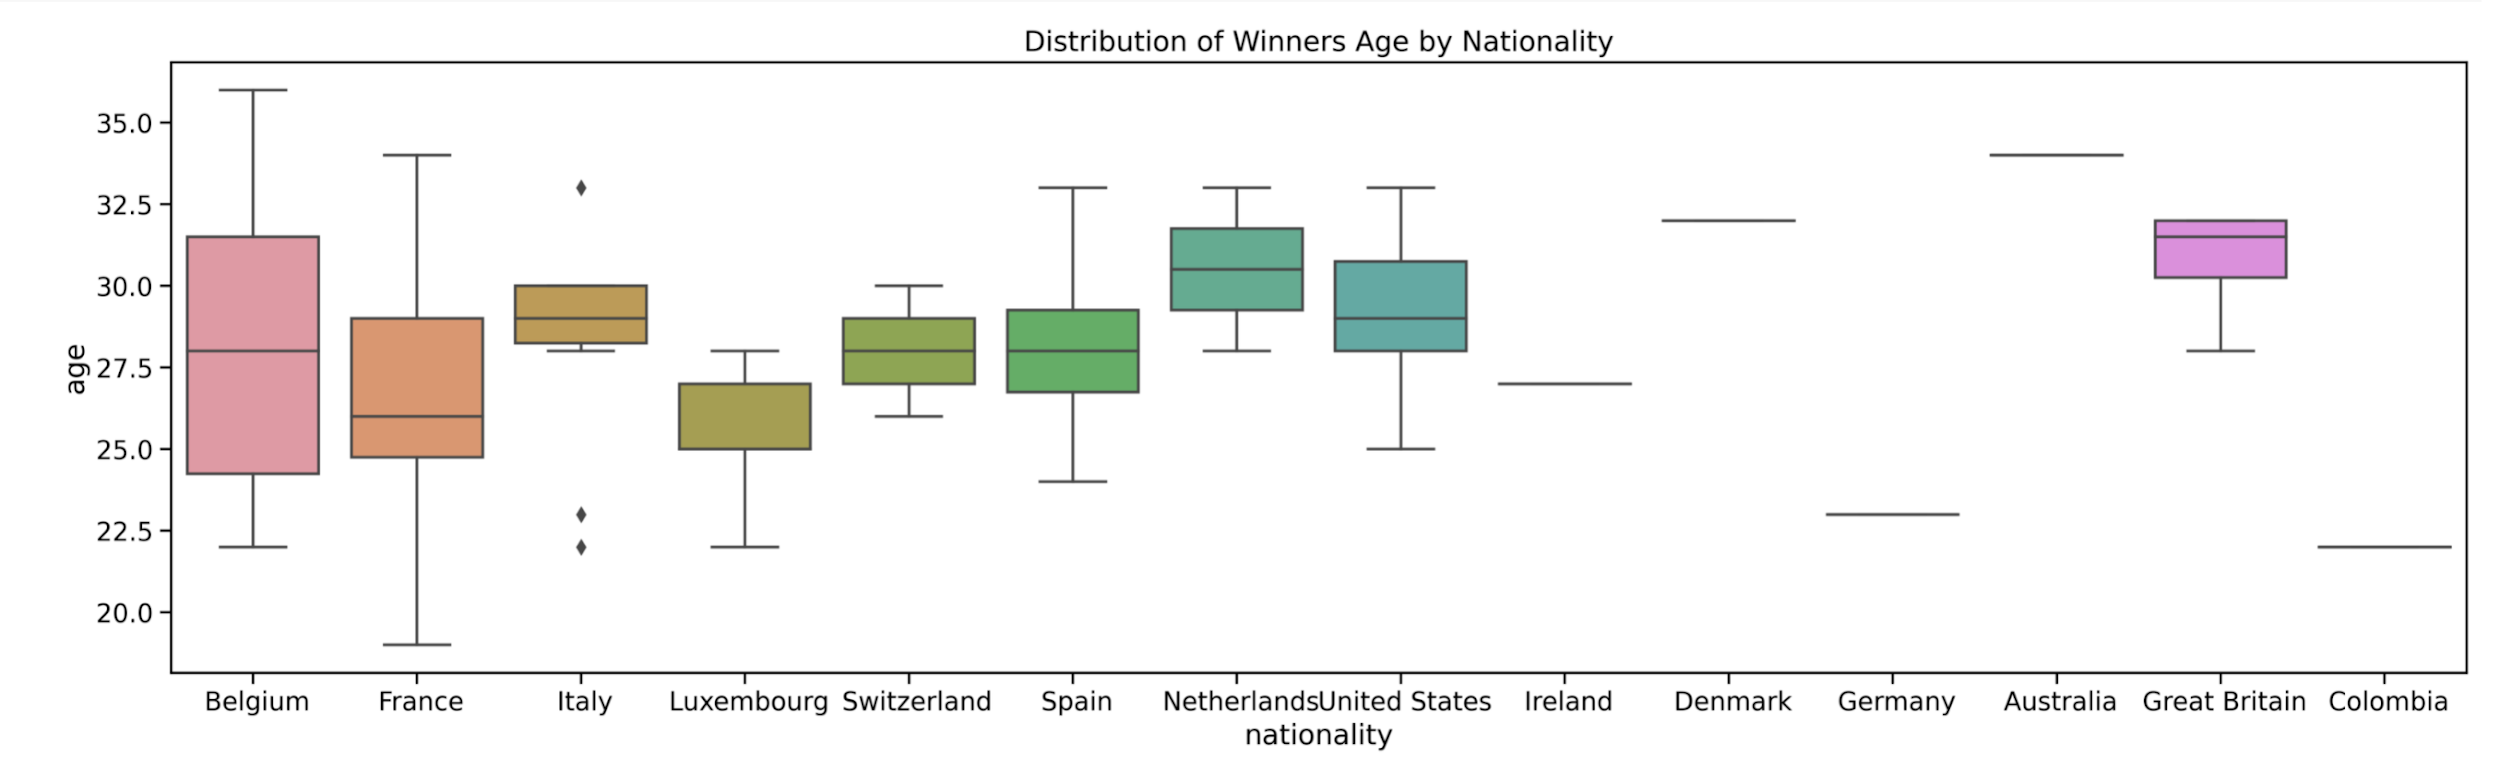 Distribution of Winners Age by Nationality
age
35.0
32.5
30.0
27.5
25.0
22.5
20.0
Belgium France Italy Luxembourg Switzerland Spain Netherlands United States Ireland Denmark Germany Australia Great Britain Colombia
nationality